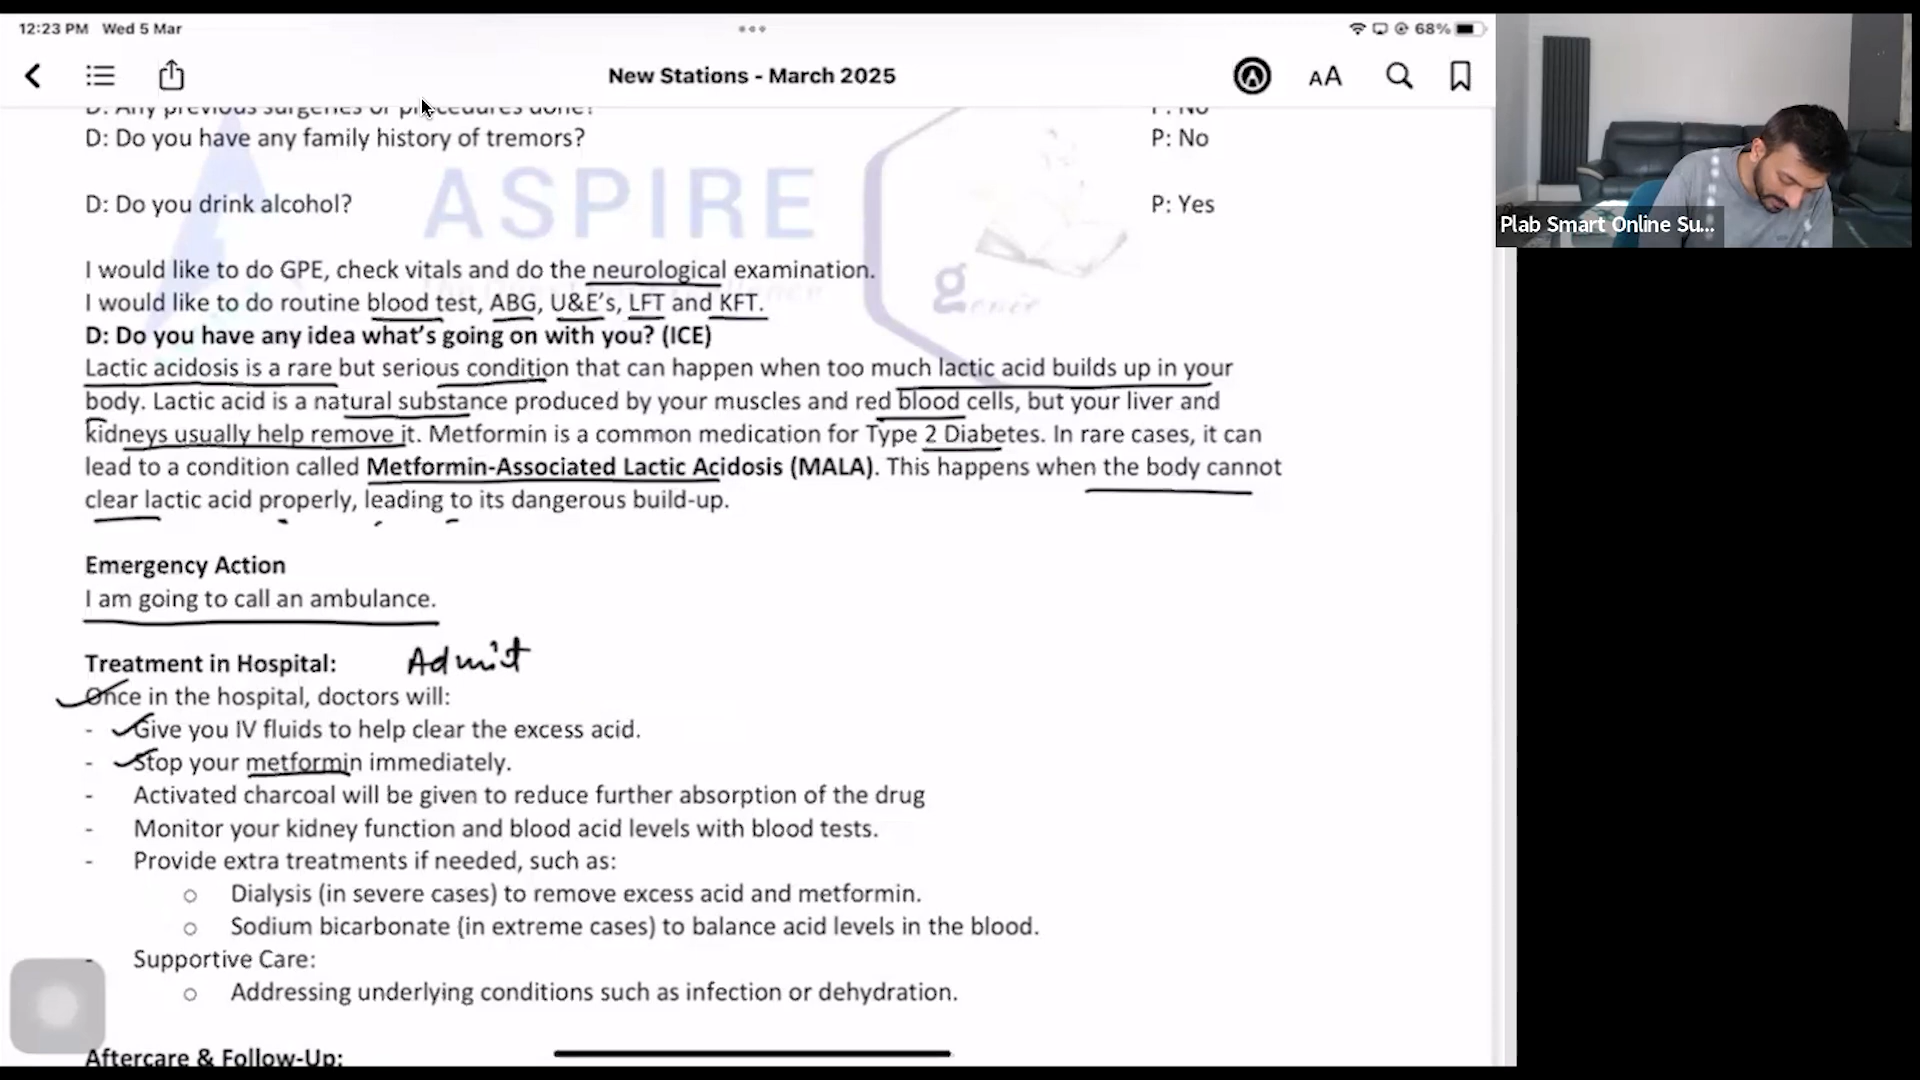 12:23 PM Wed 5 Mar
68%
New Stations - March 2025
AA
D: Any previous surgeries or procedures done?
P: No
D: Do you have any family history of tremors?
P: No
D: Do you drink alcohol?
P: Yes
ASPIRE
genie
I would like to do GPE, check vitals and do the neurological examination.
I would like to do routine blood test, ABG, U&E's, LFT and KFT.
D: Do you have any idea what's going on with you? (ICE)
Lactic acidosis is a rare but serious condition that can happen when too much lactic acid builds up in your
body. Lactic acid is a natural substance produced by your muscles and red blood cells, but your liver and
kidneys usually help remove it. Metformin is a common medication for Type 2 Diabetes. In rare cases, it can
lead to a condition called Metformin-Associated Lactic Acidosis (MALA). This happens when the body cannot
clear lactic acid properly, leading to its dangerous build-up.
Emergency Action
I am going to call an ambulance.
Treatment in Hospital: Admit
Once in the hospital, doctors will:
- Give you IV fluids to help clear the excess acid.
- Stop your metformin immediately.
- Activated charcoal will be given to reduce further absorption of the drug
- Monitor your kidney function and blood acid levels with blood tests.
- Provide extra treatments if needed, such as:
o Dialysis (in severe cases) to remove excess acid and metformin.
o Sodium bicarbonate (in extreme cases) to balance acid levels in the blood.
- Supportive Care:
o Addressing underlying conditions such as infection or dehydration.
Aftercare & Follow-Up:
Plab Smart Online Su...